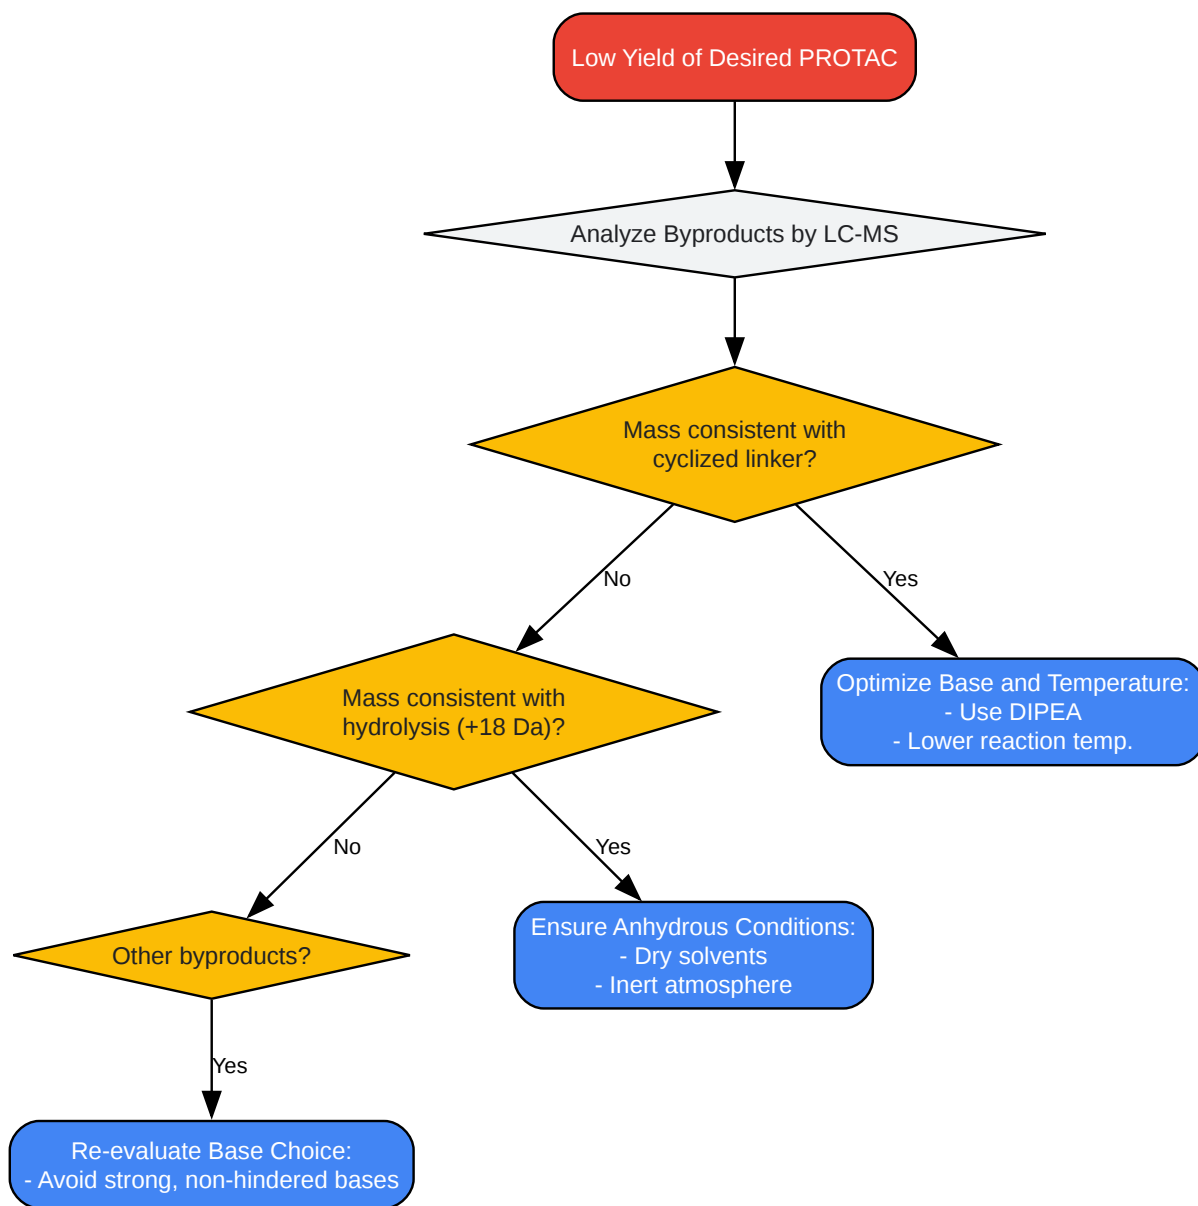 Low Yield of Desired PROTAC
Analyze Byproducts by LC-MS
Mass consistent with
cyclized linker?
No
Yes
Mass consistent with
hydrolysis (+18 Da)?
Optimize Base and Temperature:
- Use DIPEA
- Lower reaction temp.
No
Yes
Other byproducts?
Ensure Anhydrous Conditions:
- Dry solvents
- Inert atmosphere
Yes
Re-evaluate Base Choice:
- Avoid strong, non-hindered bases